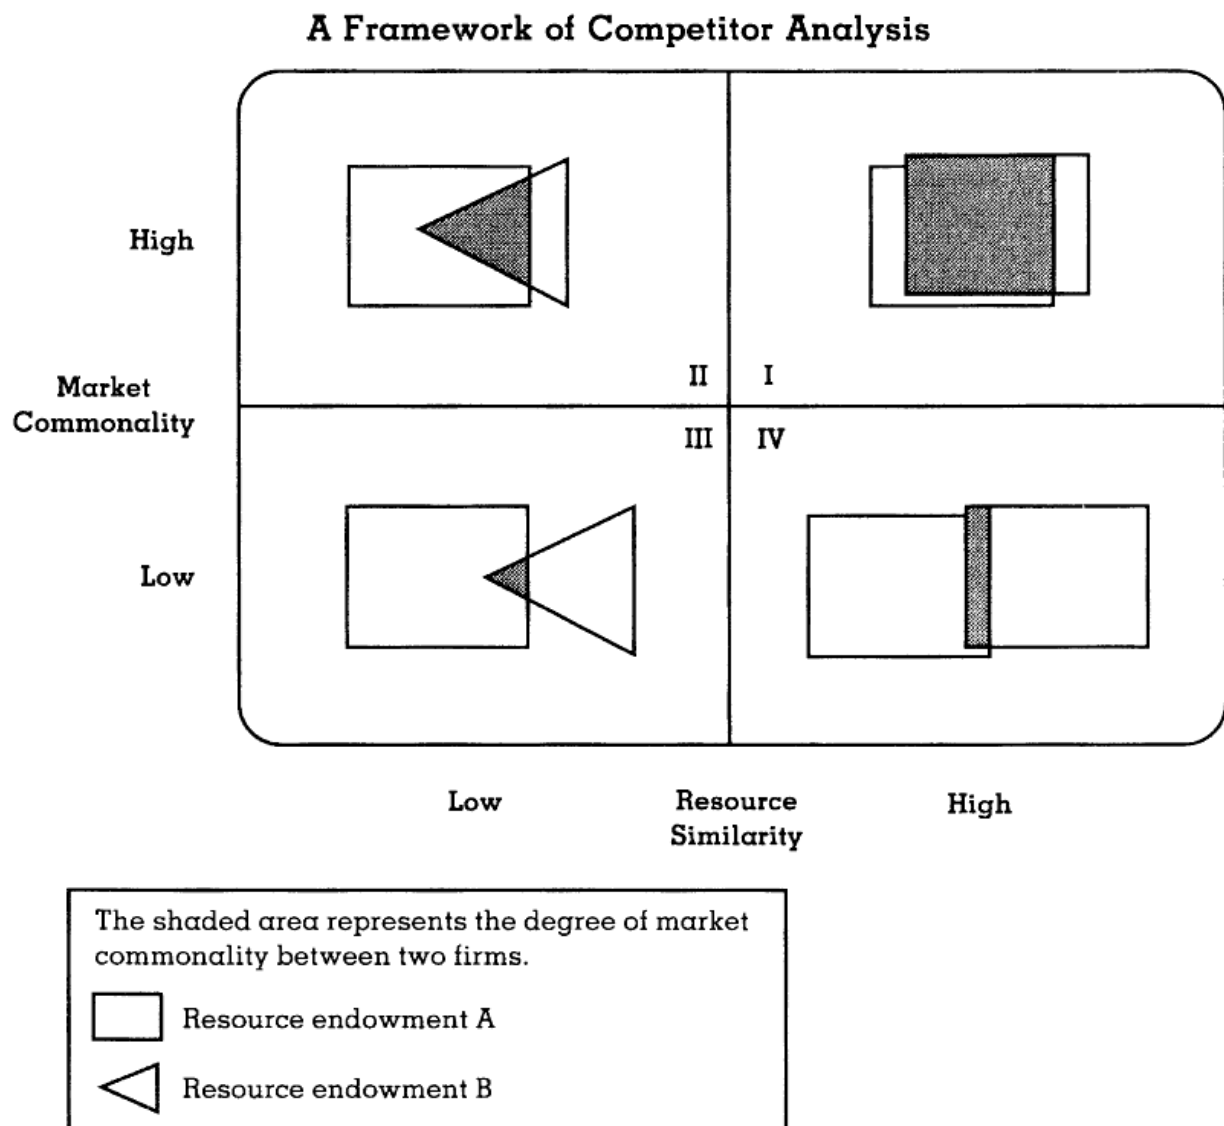 A Framework of Competitor Analysis
High
II
I
Market
Commonality
III
IV
Low
Low
Resource
Similarity
High
The shaded area represents the degree of market
commonality between two firms.
Resource endowment A
Resource endowment B